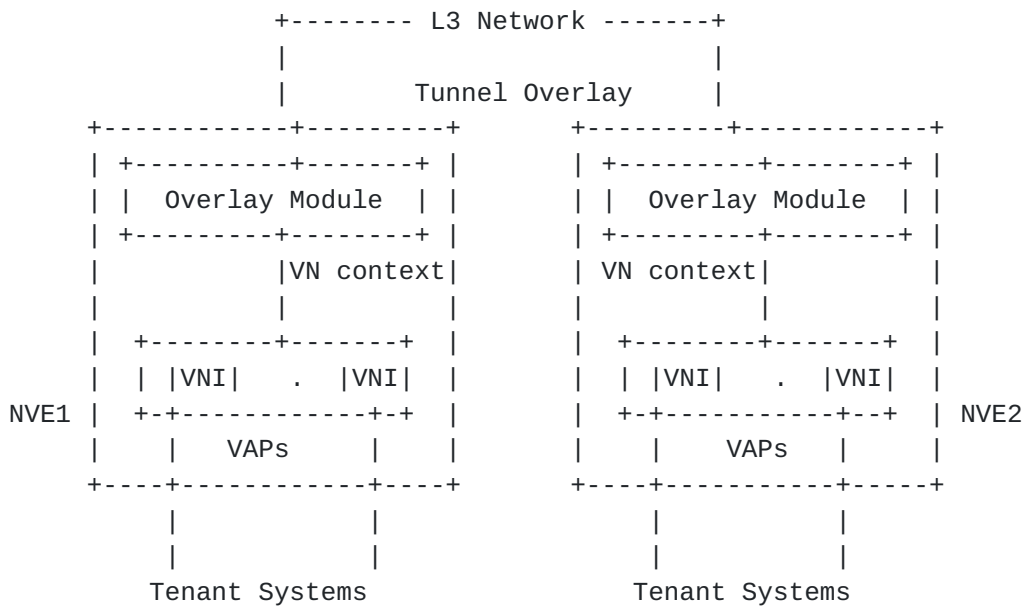 L3 Network
Tunnel Overlay
Overlay Module Overlay Module
VN context VN context
VNI . VNI VNI . VNI
NVE1 NVE2
VAPs VAPs
Tenant Systems Tenant Systems